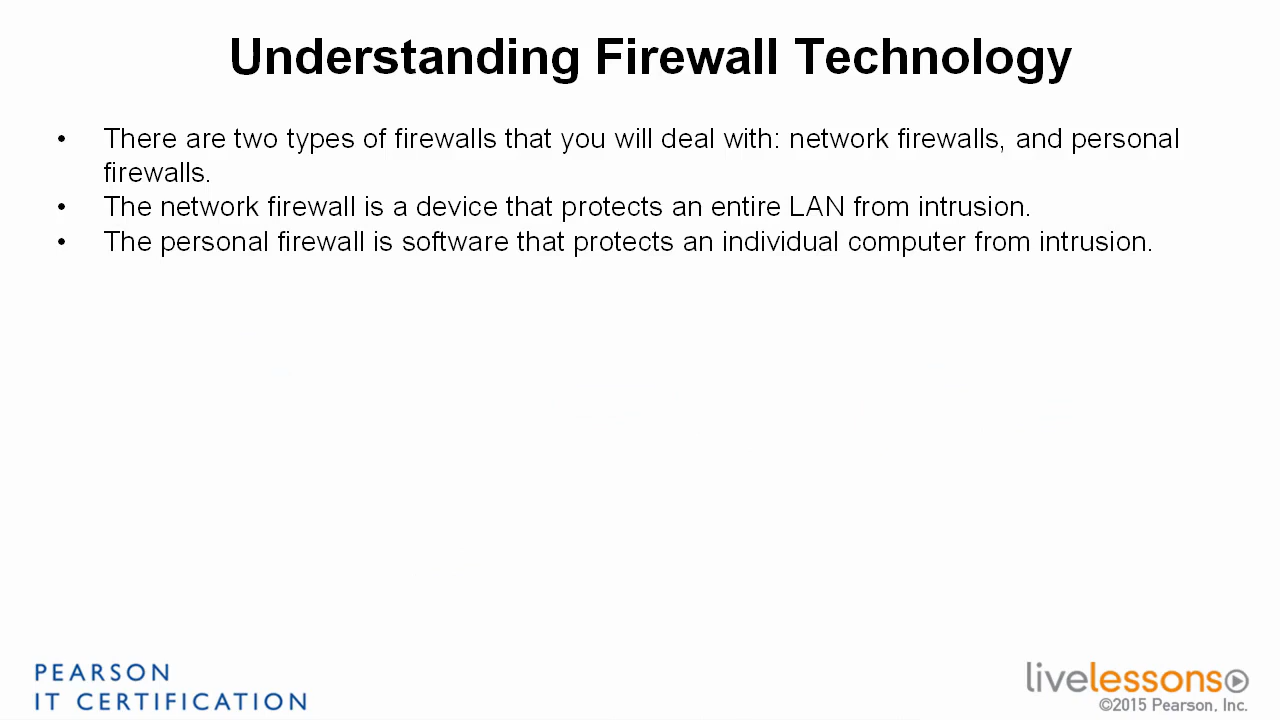 Understanding Firewall Technology
• There are two types of firewalls that you will deal with: network firewalls, and personal
firewalls.
• The network firewall is a device that protects an entire LAN from intrusion.
• The personal firewall is software that protects an individual computer from intrusion.
PEARSON
IT CERTIFICATION
livelessons
©2015 Pearson, Inc.